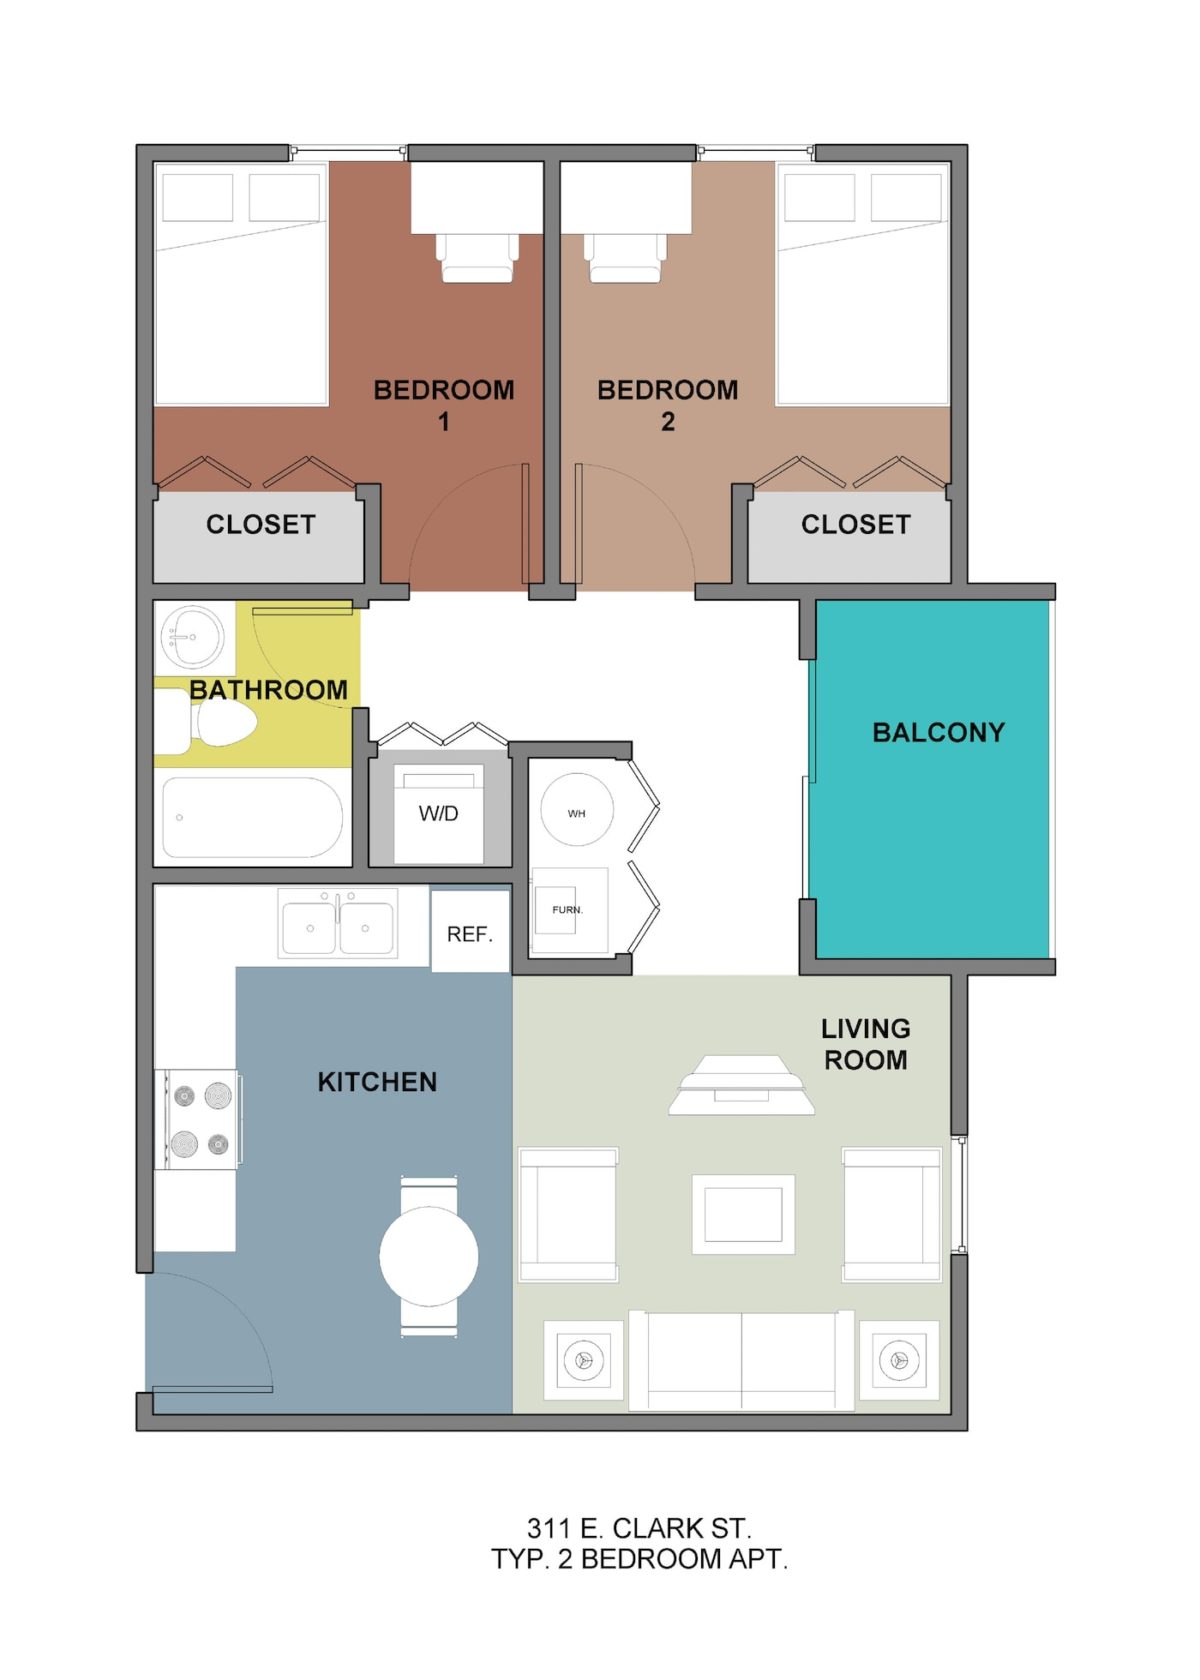 BEDROOM
1
BEDROOM
2
CLOSET
CLOSET
BATHROOM
BALCONY
W/D
WH
FURN.
REF.
LIVING
ROOM
KITCHEN
311 E. CLARK ST.
TYP. 2 BEDROOM APT.